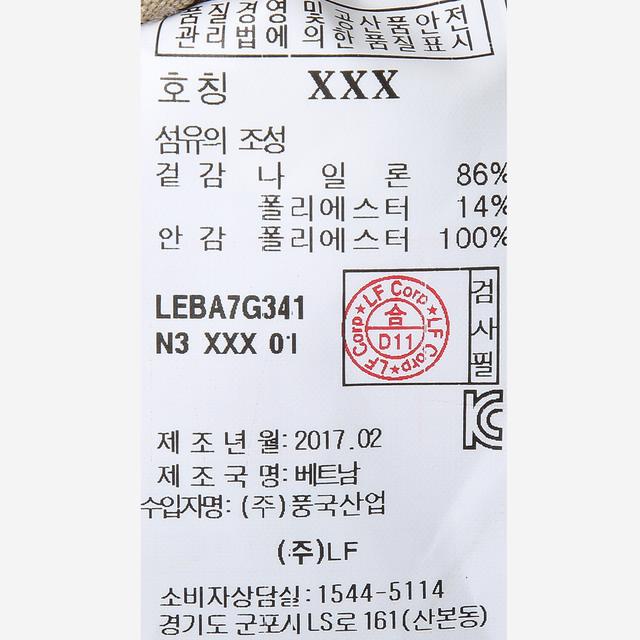 품질경영 및 공산품안전
관리법에 의한 품질표시
호칭 XXX
섬유의 조성
겉감 나일론 86%
폴리에스터 14%
안감 폴리에스터 100%
LEBA7G341
N3 XXX 01
LF Corp★LF Corp★LF Corp★
合
D11
검사필
KC
제조년월: 2017.02
제조국명: 베트남
수입자명: (주)풍국산업
(주)LF
소비자상담실: 1544-5114
경기도 군포시 LS로 161(산본동)